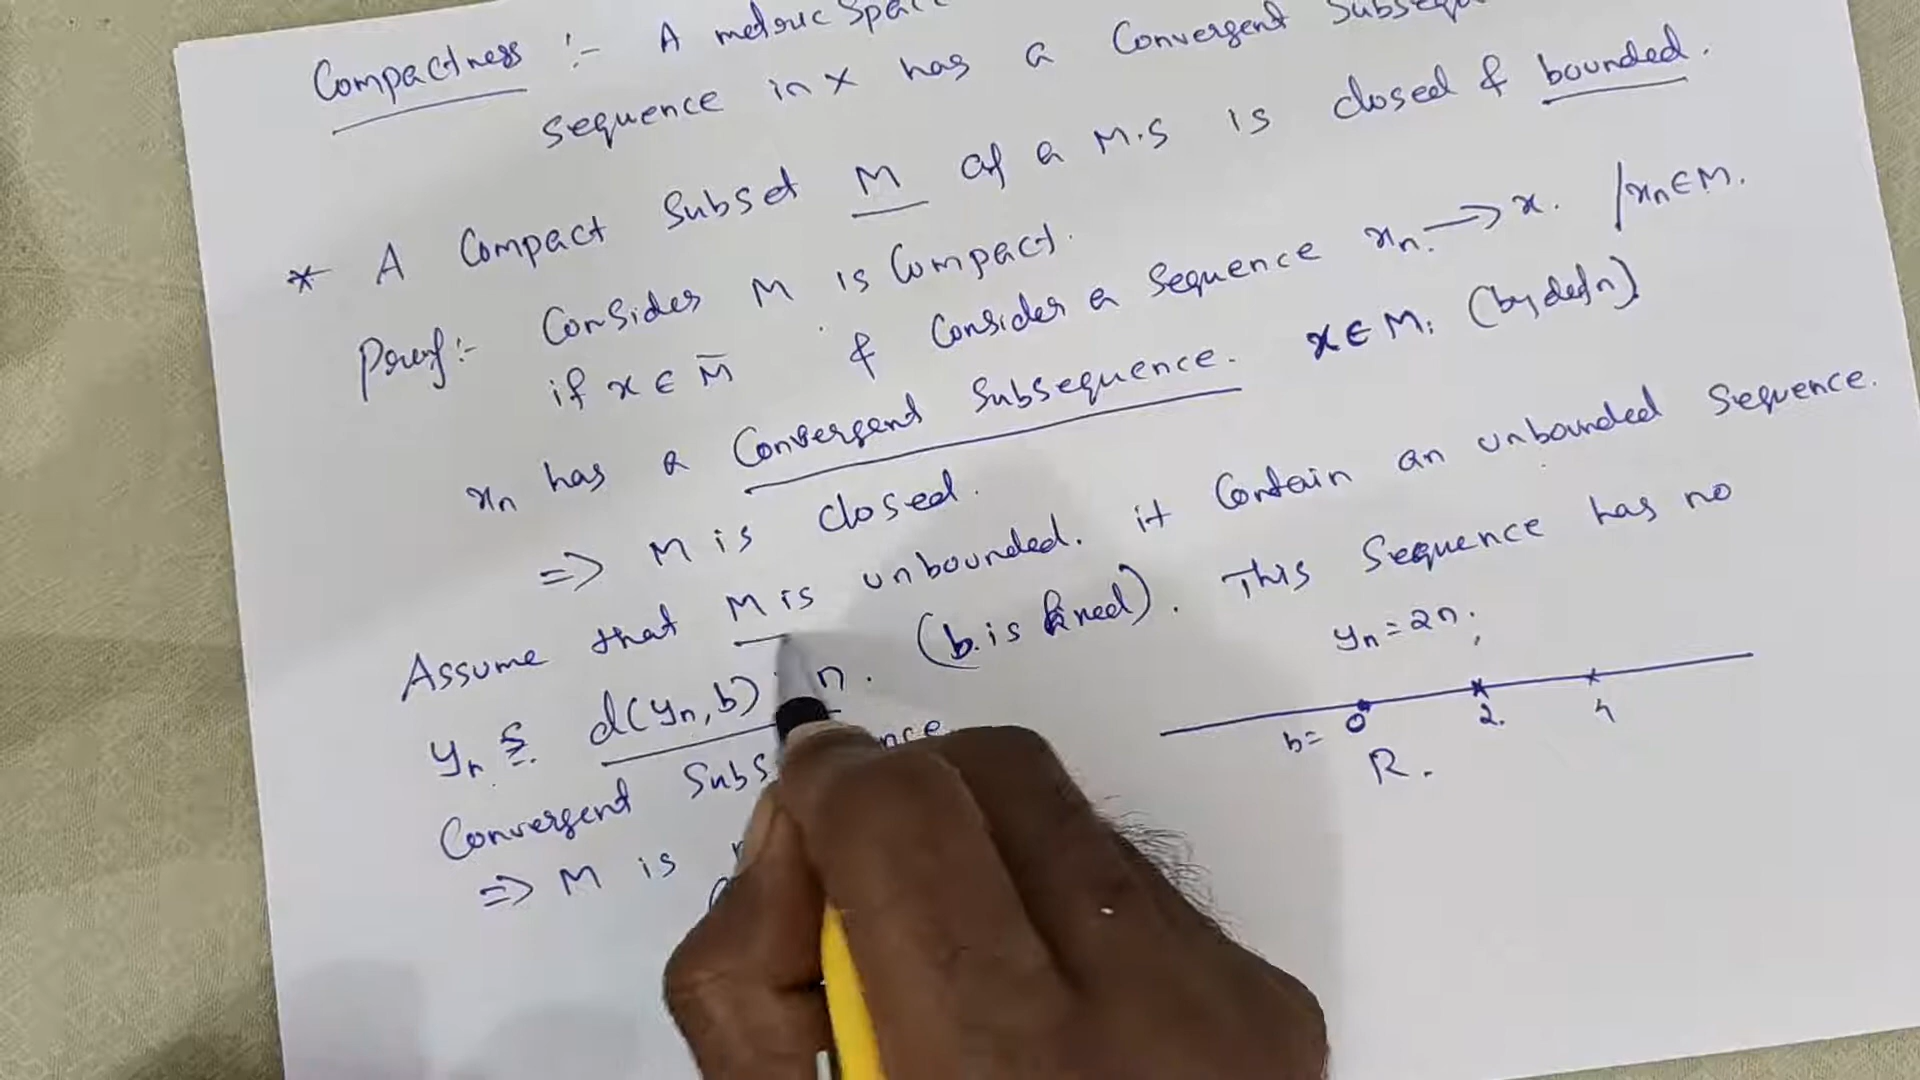 Compactness :- A metric Space
sequence in X has a Convergent Subsequ
* A Compact Subset M of a M.S is closed & bounded.
Proof:- Consider M is Compact.
if x ∈ M̄ & Consider a Sequence xn → x. /xn ∈ M.
xn has a Convergent Subsequence. x ∈ M. (by defn)
=> M is closed.
Assume that M is unbounded. it Contain an unbounded Sequence.
yn d(yn, b) n. (b is fixed). This Sequence has no
Convergent Subs nce
=> M is
yn = 2n.
b= 0 2. 4
R.